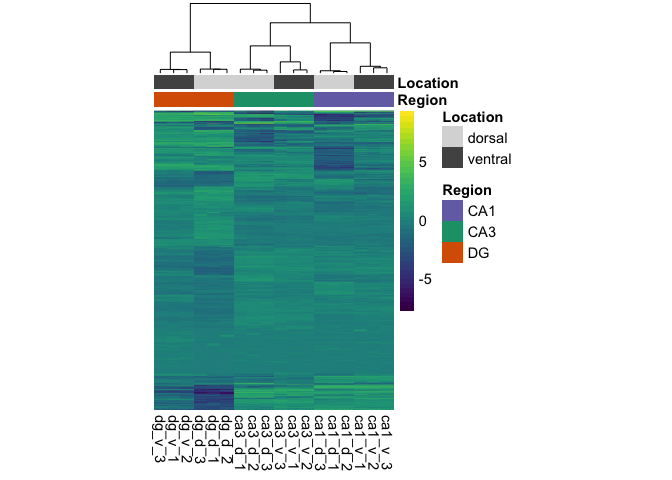 Location
Region
Location
dorsal
ventral
Region
CA1
CA3
DG
5
0
-5
dg_v_3
dg_v_1
dg_v_2
dg_d_3
dg_d_1
dg_d_2
ca3_d_1
ca3_d_2
ca3_d_3
ca3_v_1
ca3_v_2
ca3_v_3
ca1_d_3
ca1_d_1
ca1_d_2
ca1_v_1
ca1_v_2
ca1_v_3